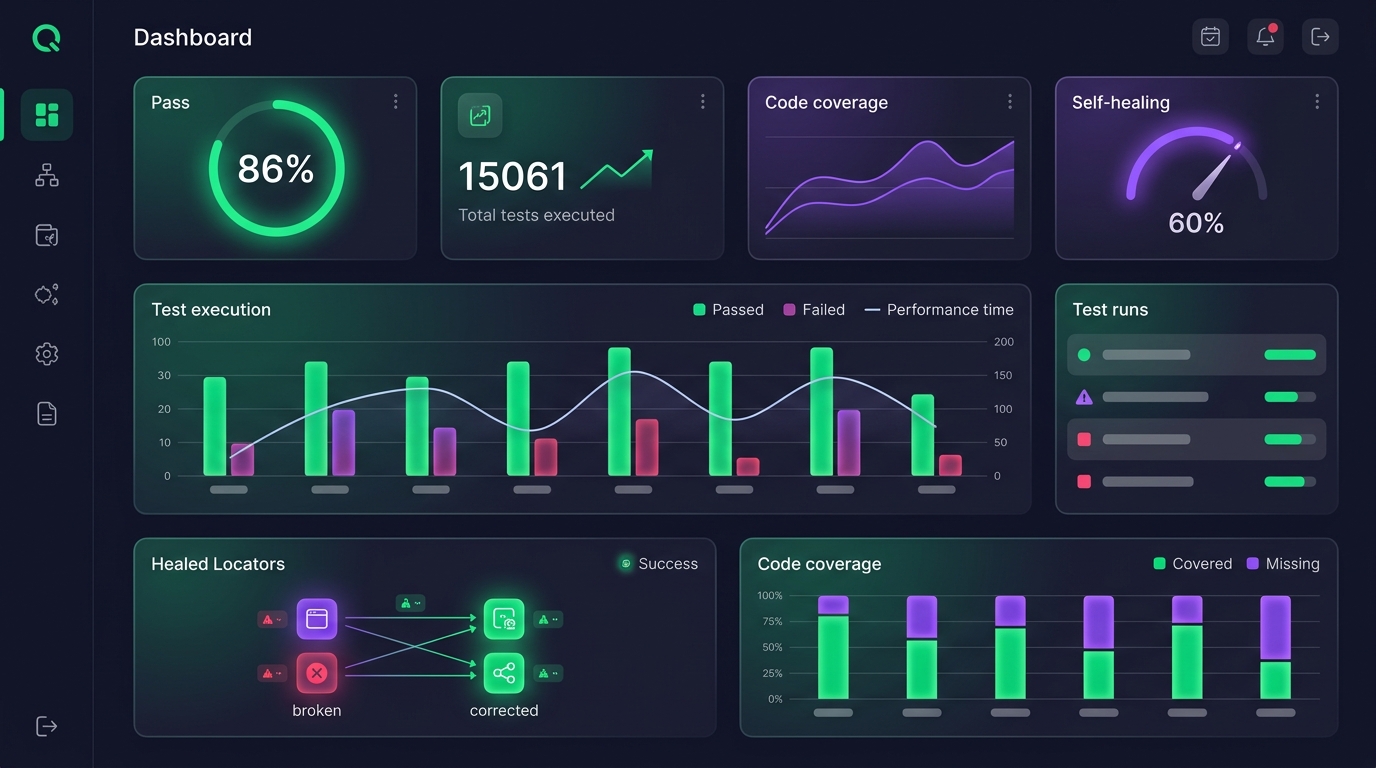 Dashboard
Pass
86%
15061
Total tests executed
Code coverage
Self-healing
60%
Test execution
Passed Failed Performance time
100 200
30 150
20 100
10 50
0 0
Test runs
Healed Locators
Success
broken corrected
Code coverage
Covered Missing
100%
75%
50%
25%
0%